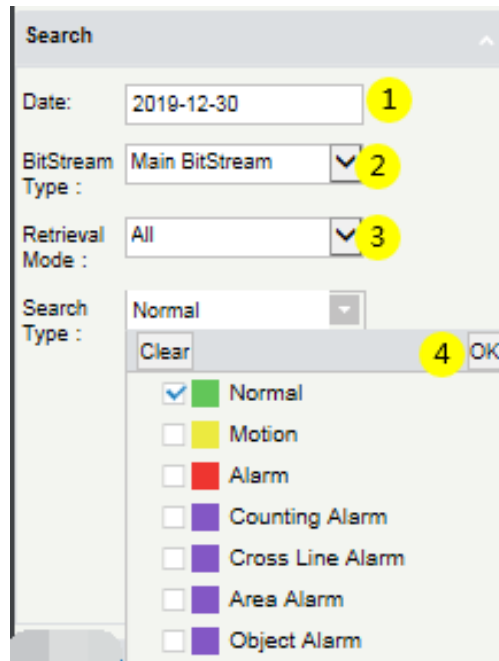 Search
Date: 2019-12-30 1
BitStream Type : Main BitStream 2
Retrieval Mode : All 3
Search Type : Normal
Clear 4 OK
Normal
Motion
Alarm
Counting Alarm
Cross Line Alarm
Area Alarm
Object Alarm